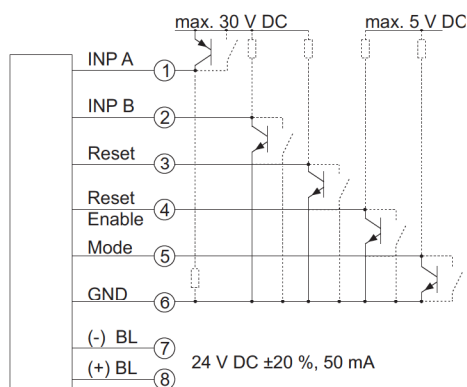 max. 30 V DC
max. 5 V DC
INP A
1
INP B
2
Reset
3
Reset
Enable
4
Mode
5
GND
6
(-) BL
7
24 V DC ±20 %, 50 mA
(+) BL
8